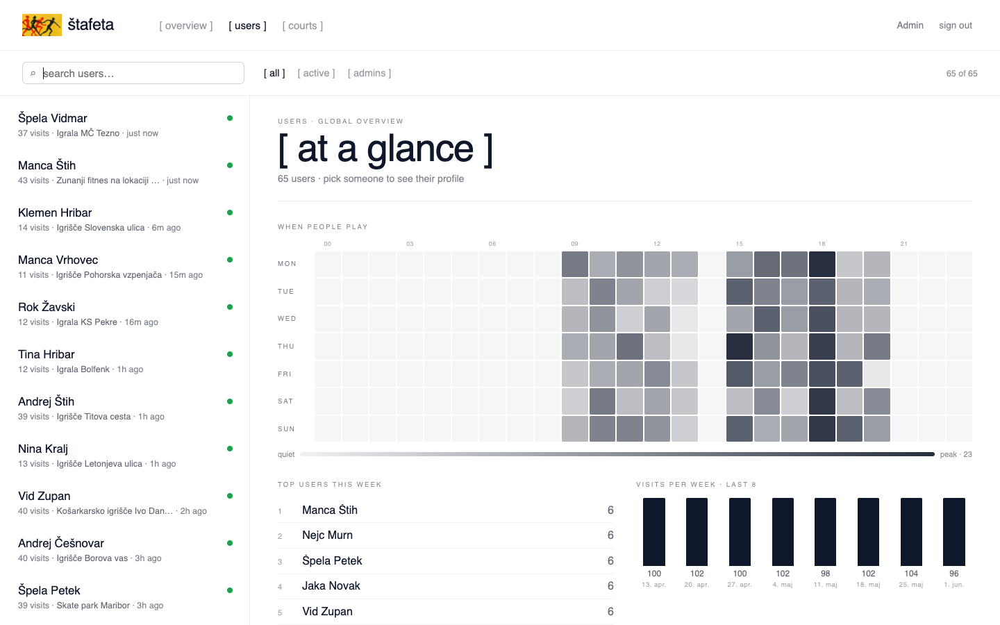 štafeta
[ overview ] [ users ] [ courts ]
Admin sign out
search users...
[ all ] [ active ] [ admins ]
65 of 65
Špela Vidmar
37 visits · Igrala MČ Tezno · just now
Manca Štih
43 visits · Zunanji fitnes na lokaciji ... · just now
Klemen Hribar
14 visits · Igrišče Slovenska ulica · 6m ago
Manca Vrhovec
11 visits · Igrišče Pohorska vzpenjača · 15m ago
Rok Žavski
12 visits · Igrala KS Pekre · 16m ago
Tina Hribar
12 visits · Igrala Bolfenk · 1h ago
Andrej Štih
39 visits · Igrišče Titova cesta · 1h ago
Nina Kralj
13 visits · Igrišče Letonjeva ulica · 1h ago
Vid Zupan
40 visits · Košarkarsko igrišče Ivo Dan... · 2h ago
Andrej Češnovar
40 visits · Igrišče Borova vas · 3h ago
Špela Petek
39 visits · Skate park Maribor · 3h ago
USERS · GLOBAL OVERVIEW
[ at a glance ]
65 users · pick someone to see their profile
WHEN PEOPLE PLAY
00 03 06 09 12 15 18 21
MON
TUE
WED
THU
FRI
SAT
SUN
quiet peak · 23
TOP USERS THIS WEEK
1 Manca Štih 6
2 Nejc Murn 6
3 Špela Petek 6
4 Jaka Novak 6
5 Vid Zupan 6
VISITS PER WEEK · LAST 8
100 102 100 102 98 102 104 96
13. apr. 20. apr. 27. apr. 4. maj 11. maj 18. maj 25. maj 1. jun.